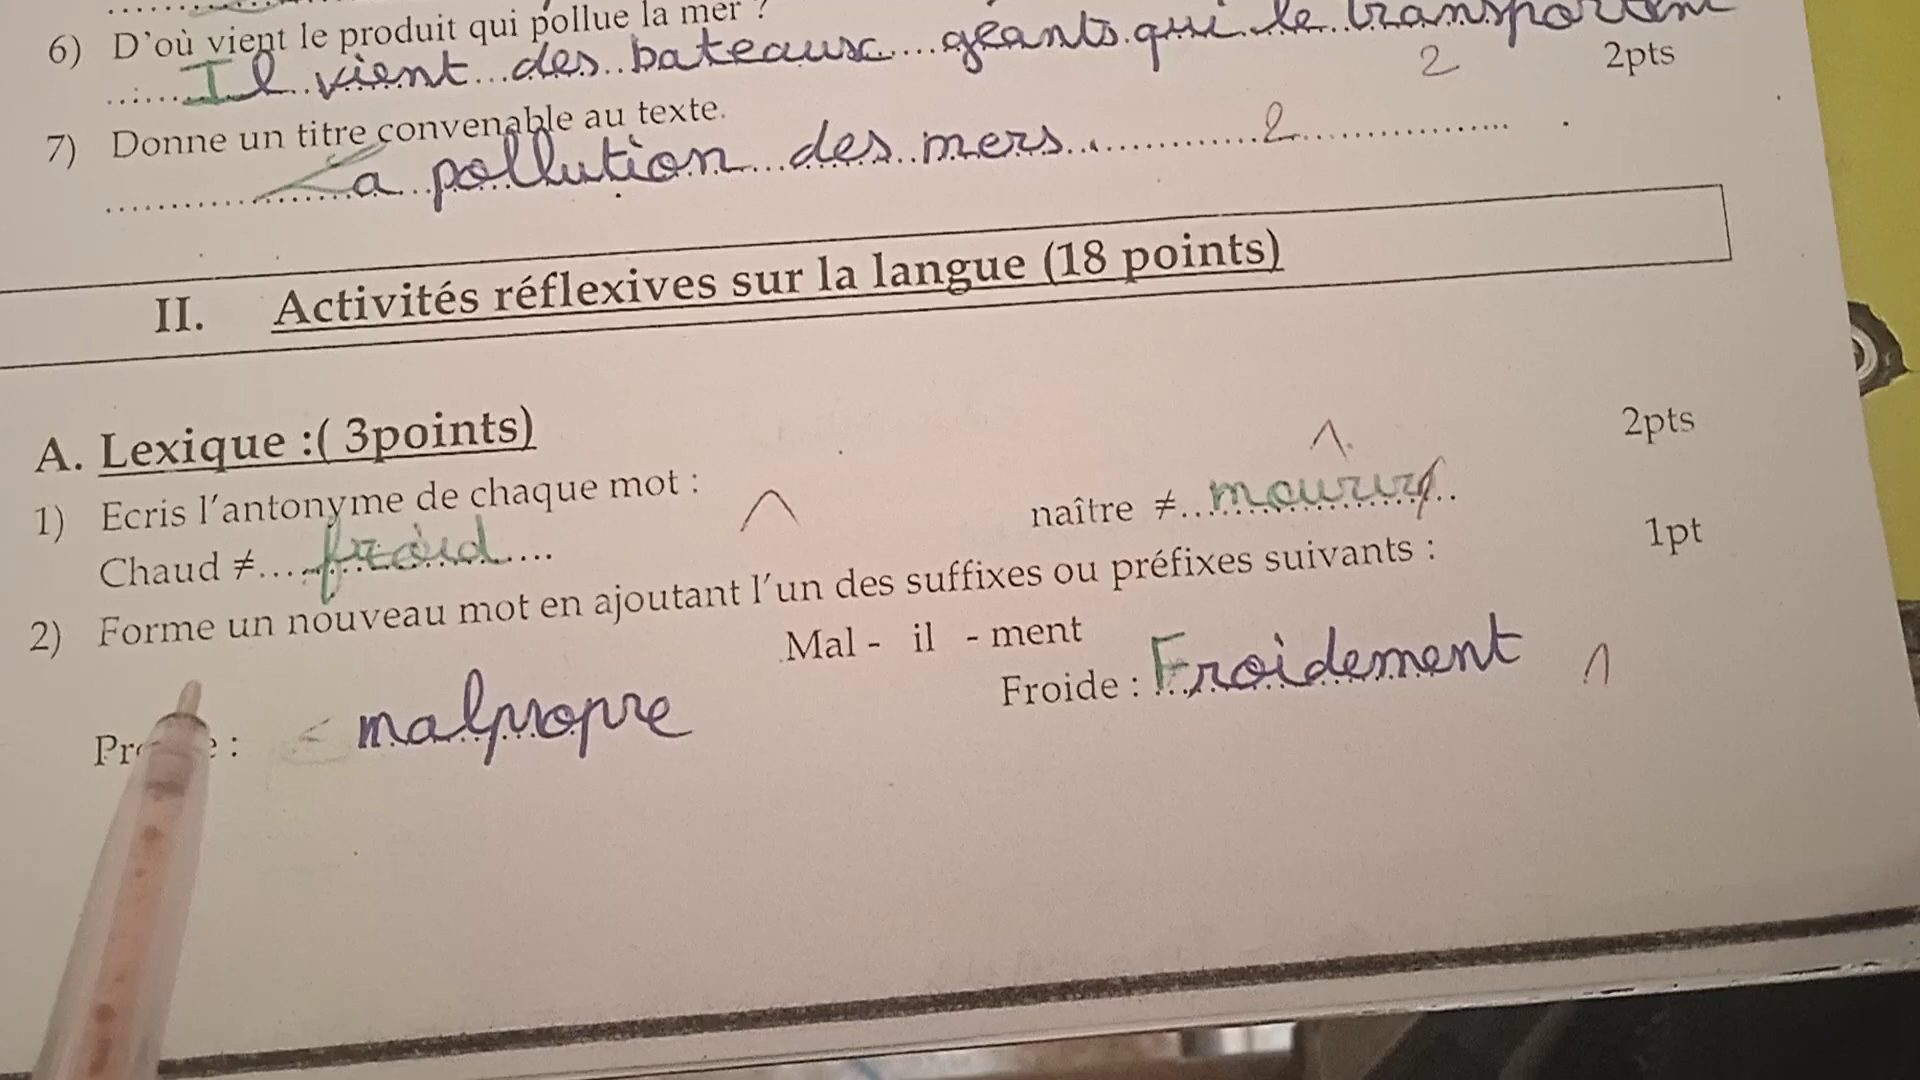 6) D'où vient le produit qui pollue la mer ?
Il vient des bateaux géants qui le transportent
2 2pts
7) Donne un titre convenable au texte.
La pollution des mers. 2
II. Activités réflexives sur la langue (18 points)
A. Lexique :( 3points)
2pts
1) Ecris l'antonyme de chaque mot :
Chaud ≠ froid naître ≠ mourir
1pt
2) Forme un nouveau mot en ajoutant l'un des suffixes ou préfixes suivants :
Mal - il - ment
: malpropre Froide : Froidement 1